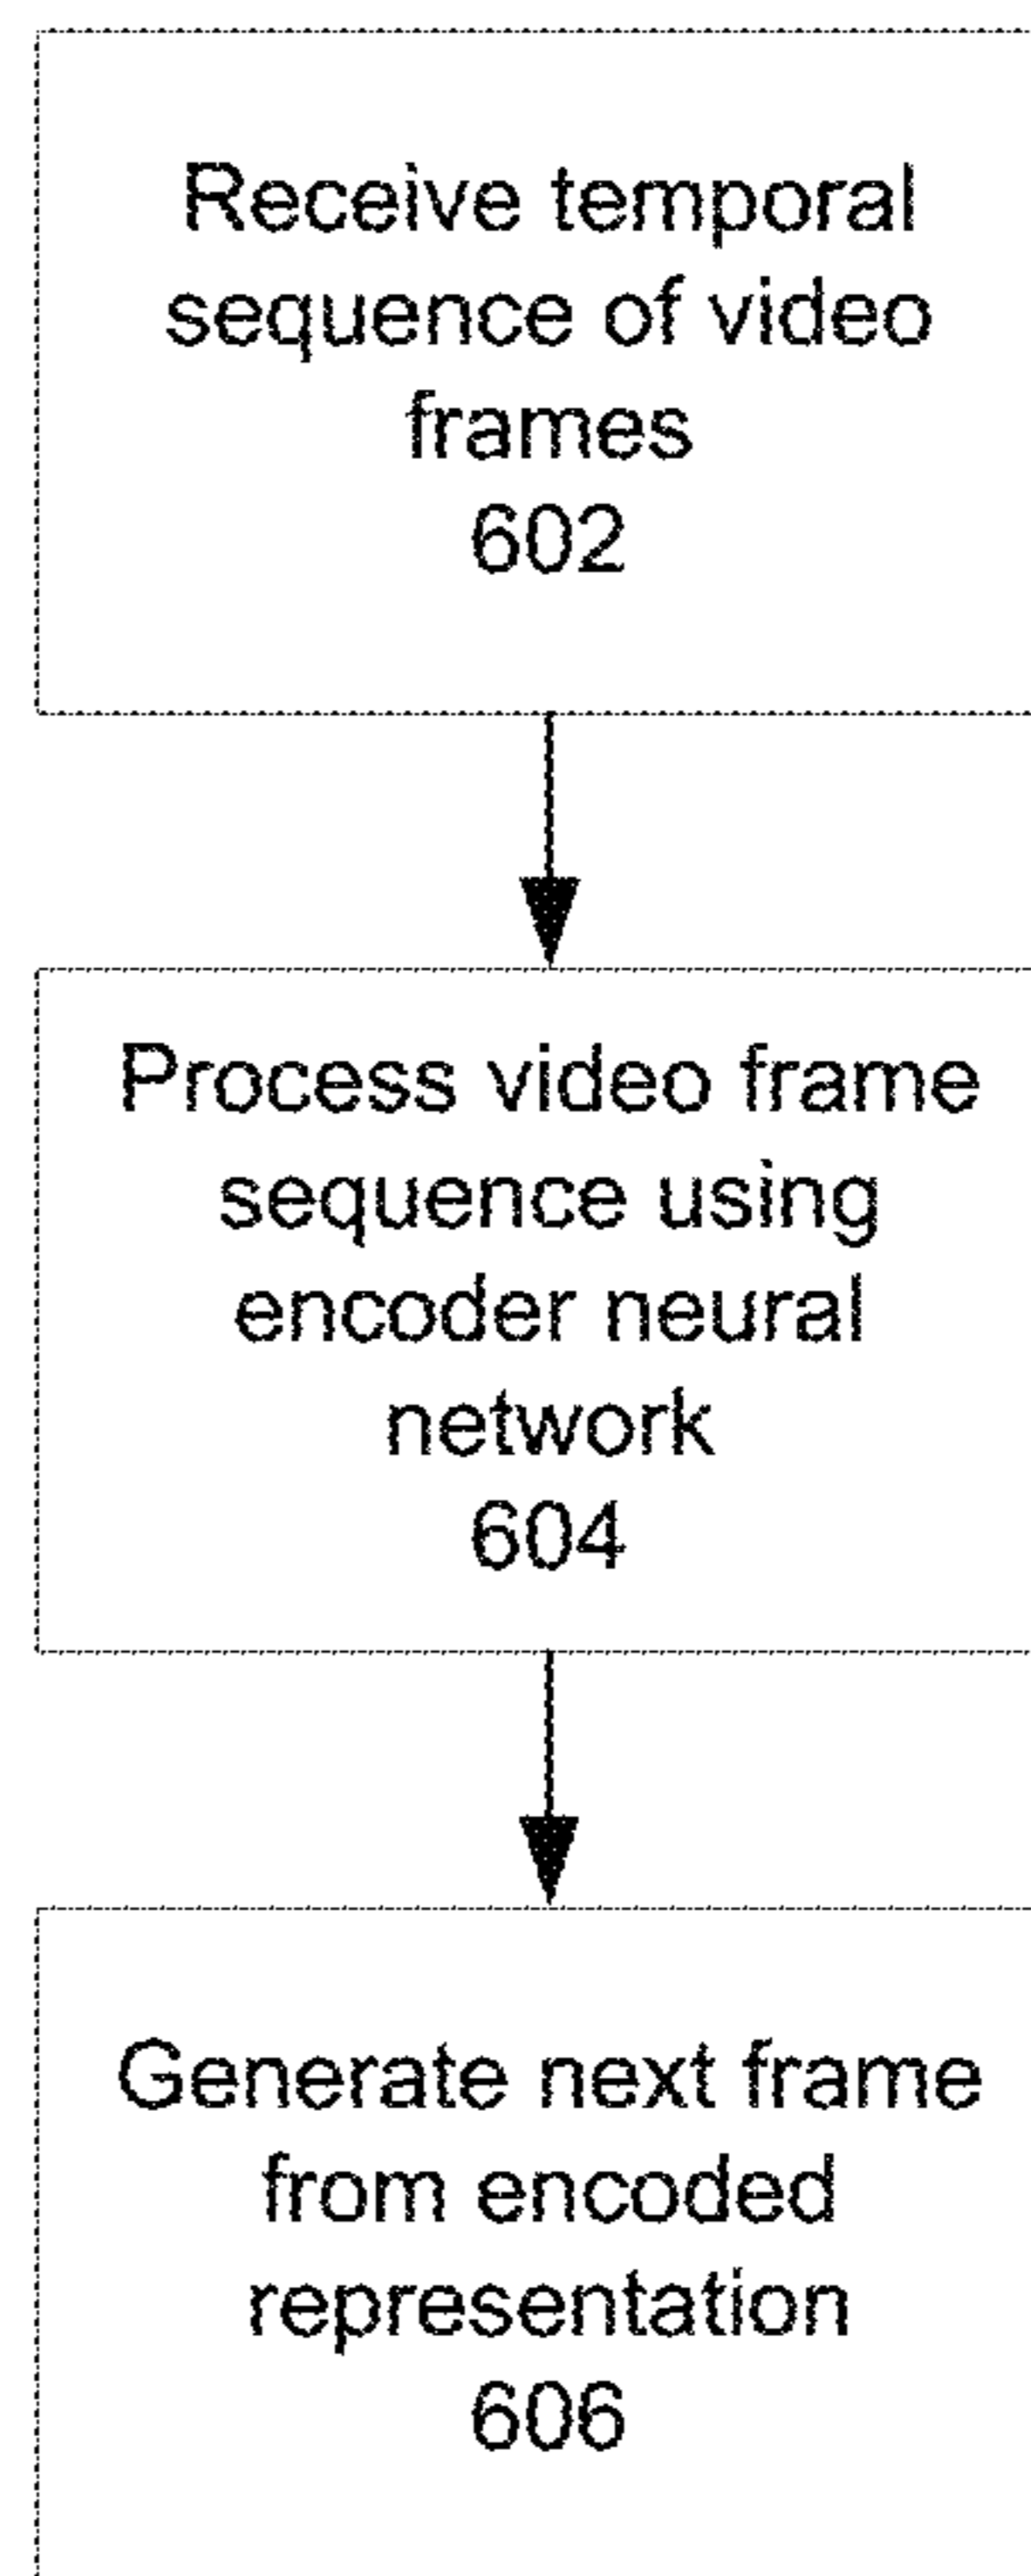 Receive temporal
sequence of video
frames
602
Process video frame
sequence using
encoder neural
network
604
Generate next frame
from encoded
representation
606